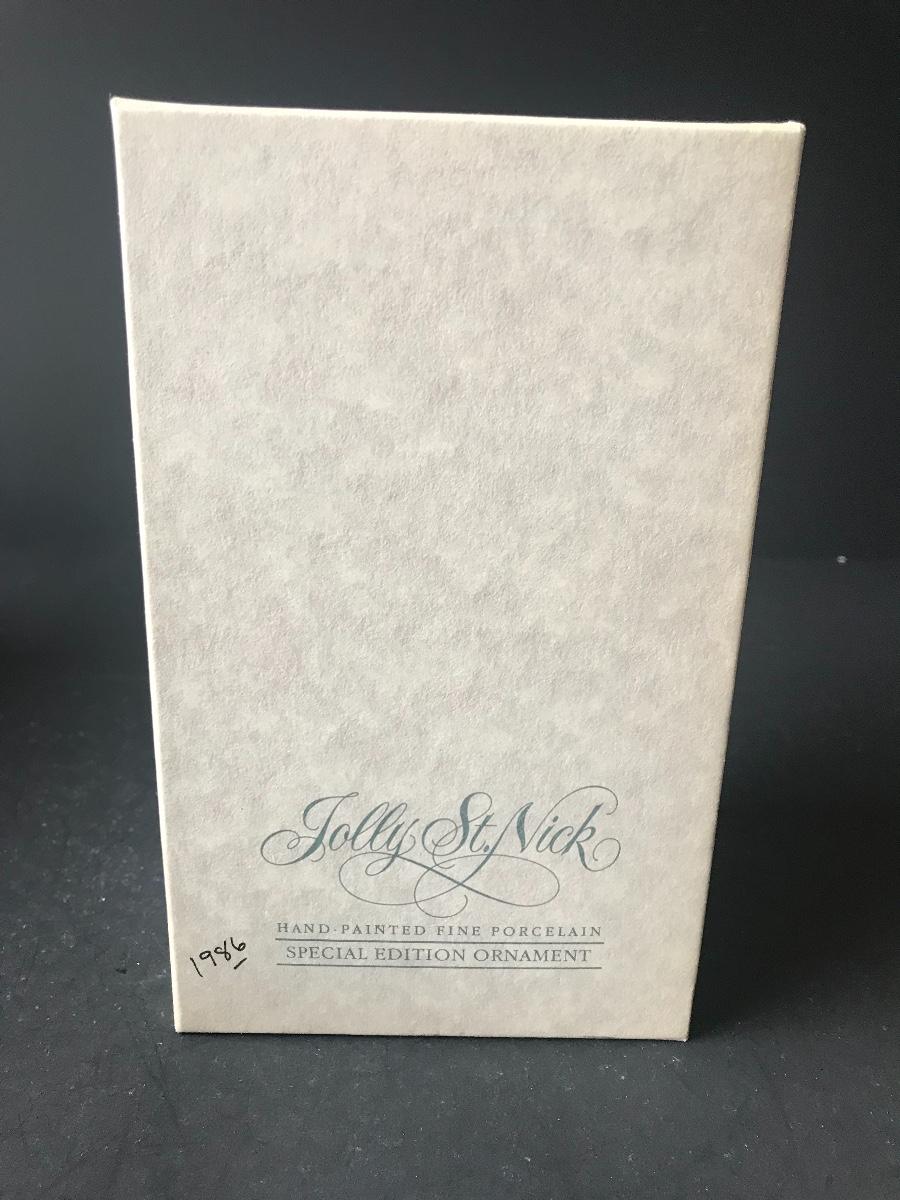 Jolly St. Nick
HAND-PAINTED FINE PORCELAIN
SPECIAL EDITION ORNAMENT
1986